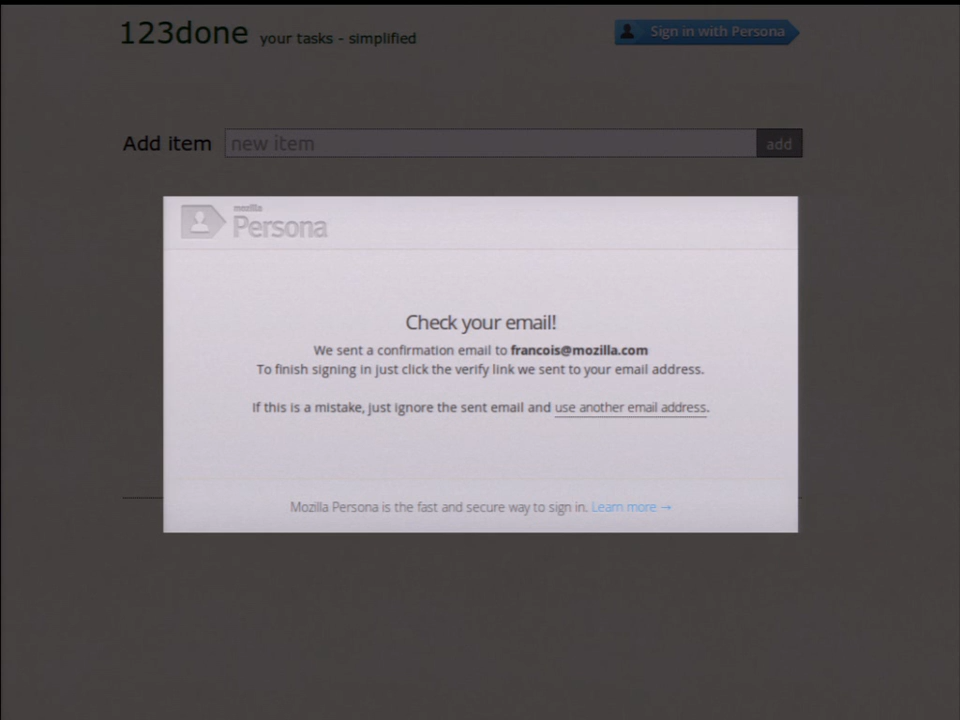 123done your tasks - simplified
Sign in with Persona
Add item new item add
mozilla
Persona
Check your email!
We sent a confirmation email to francois@mozilla.com
To finish signing in just click the verify link we sent to your email address.
If this is a mistake, just ignore the sent email and use another email address.
Mozilla Persona is the fast and secure way to sign in. Learn more →